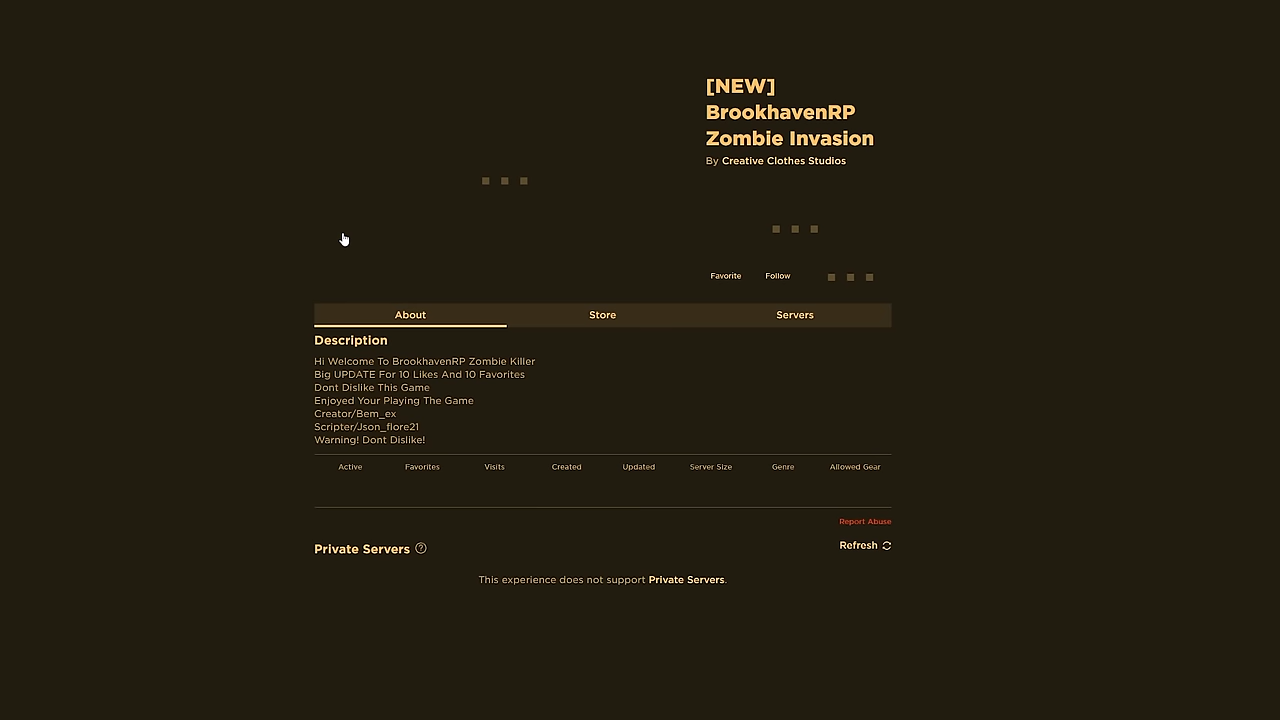 [NEW]
BrookhavenRP
Zombie Invasion
By Creative Clothes Studios
Favorite Follow
About Store Servers
Description
Hi Welcome To BrookhavenRP Zombie Killer
Big UPDATE For 10 Likes And 10 Favorites
Dont Dislike This Game
Enjoyed Your Playing The Game
Creator/Bem_ex
Scripter/Json_flore21
Warning! Dont Dislike!
Active Favorites Visits Created Updated Server Size Genre Allowed Gear
Report Abuse
Private Servers ?
Refresh
This experience does not support Private Servers.